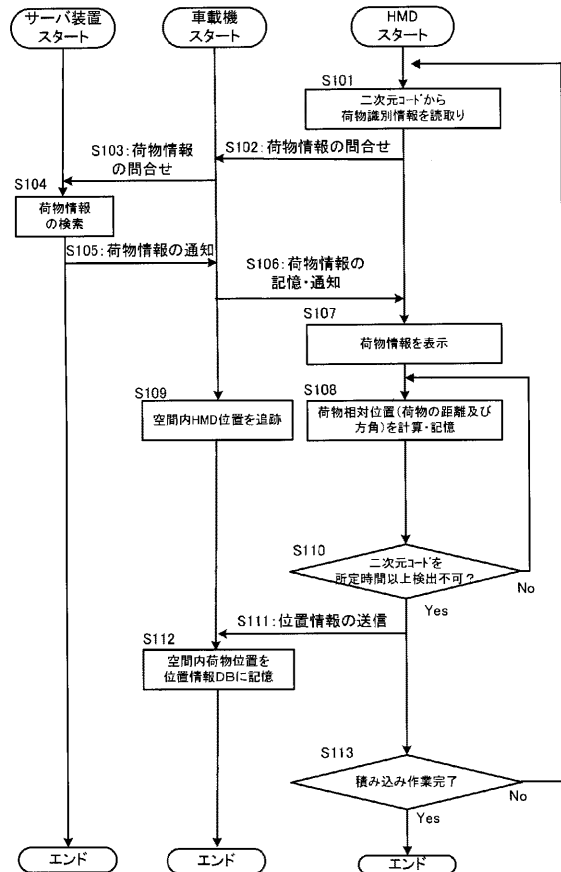 サーバ装置
スタート
車載機
スタート
HMD
スタート
S101
二次元コードから
荷物識別情報を読取り
S102:荷物情報の問合せ
S103:荷物情報
の問合せ
S104
荷物情報
の検索
S105:荷物情報の通知
S106:荷物情報の
記憶・通知
S107
荷物情報を表示
S109
空間内HMD位置を追跡
S108
荷物相対位置(荷物の距離及び
方角)を計算・記憶
S110
二次元コードを
所定時間以上検出不可?
No
Yes
S111:位置情報の送信
S112
空間内荷物位置を
位置情報DBに記憶
S113
積み込み作業完了
No
Yes
エンド
エンド
エンド